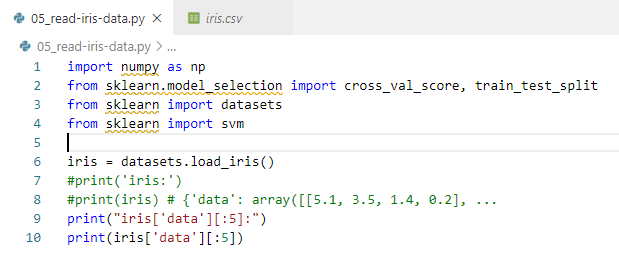 05_read-iris-data.py × iris.csv
05_read-iris-data.py > ...
1 import numpy as np
2 from sklearn.model_selection import cross_val_score, train_test_split
3 from sklearn import datasets
4 from sklearn import svm
5
6 iris = datasets.load_iris()
7 #print('iris:')
8 #print(iris) # {'data': array([[5.1, 3.5, 1.4, 0.2], ...
9 print("iris['data'][:5]:")
10 print(iris['data'][:5])